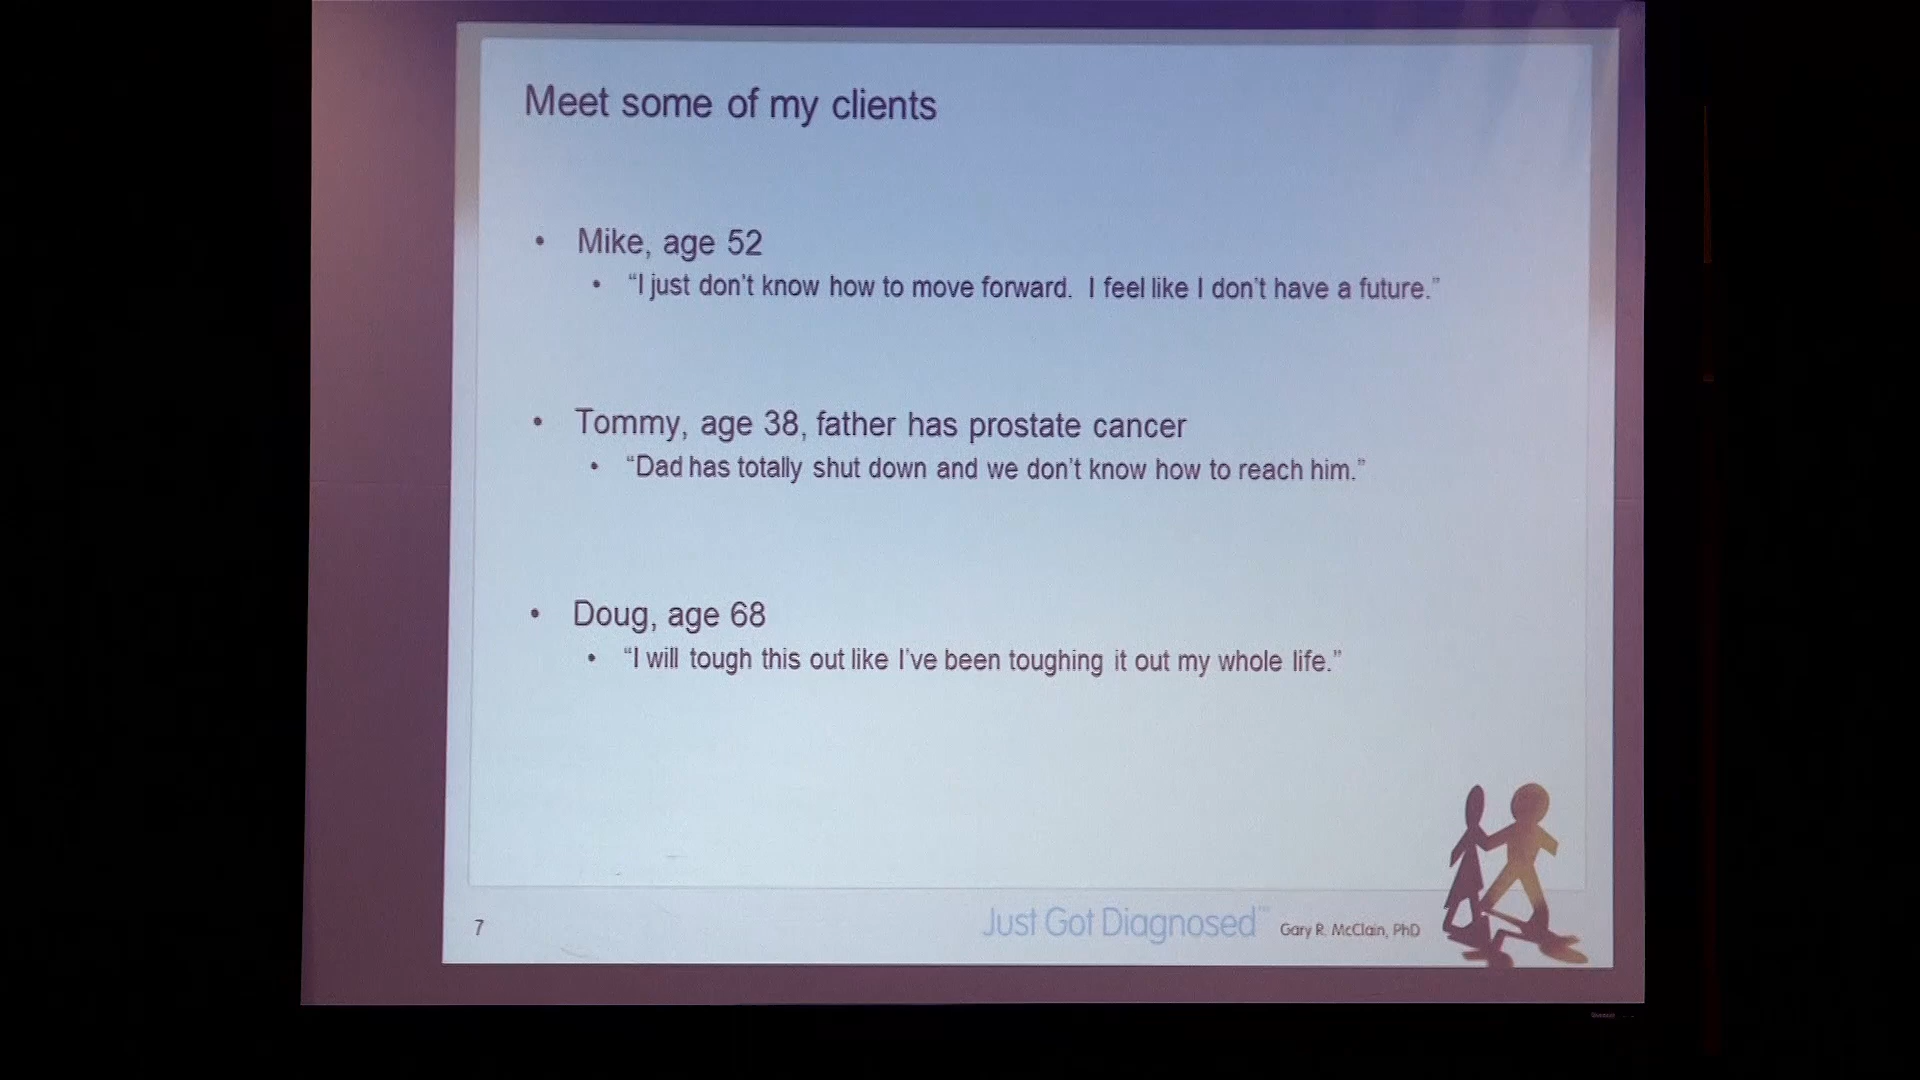 Meet some of my clients
• Mike, age 52
• “I just don’t know how to move forward.  I feel like I don’t have a future.”
• Tommy, age 38, father has prostate cancer
• “Dad has totally shut down and we don’t know how to reach him.”
• Doug, age 68
• “I will tough this out like I’ve been toughing it out my whole life.”
7
Just Got Diagnosed™ Gary R. McClain, PhD